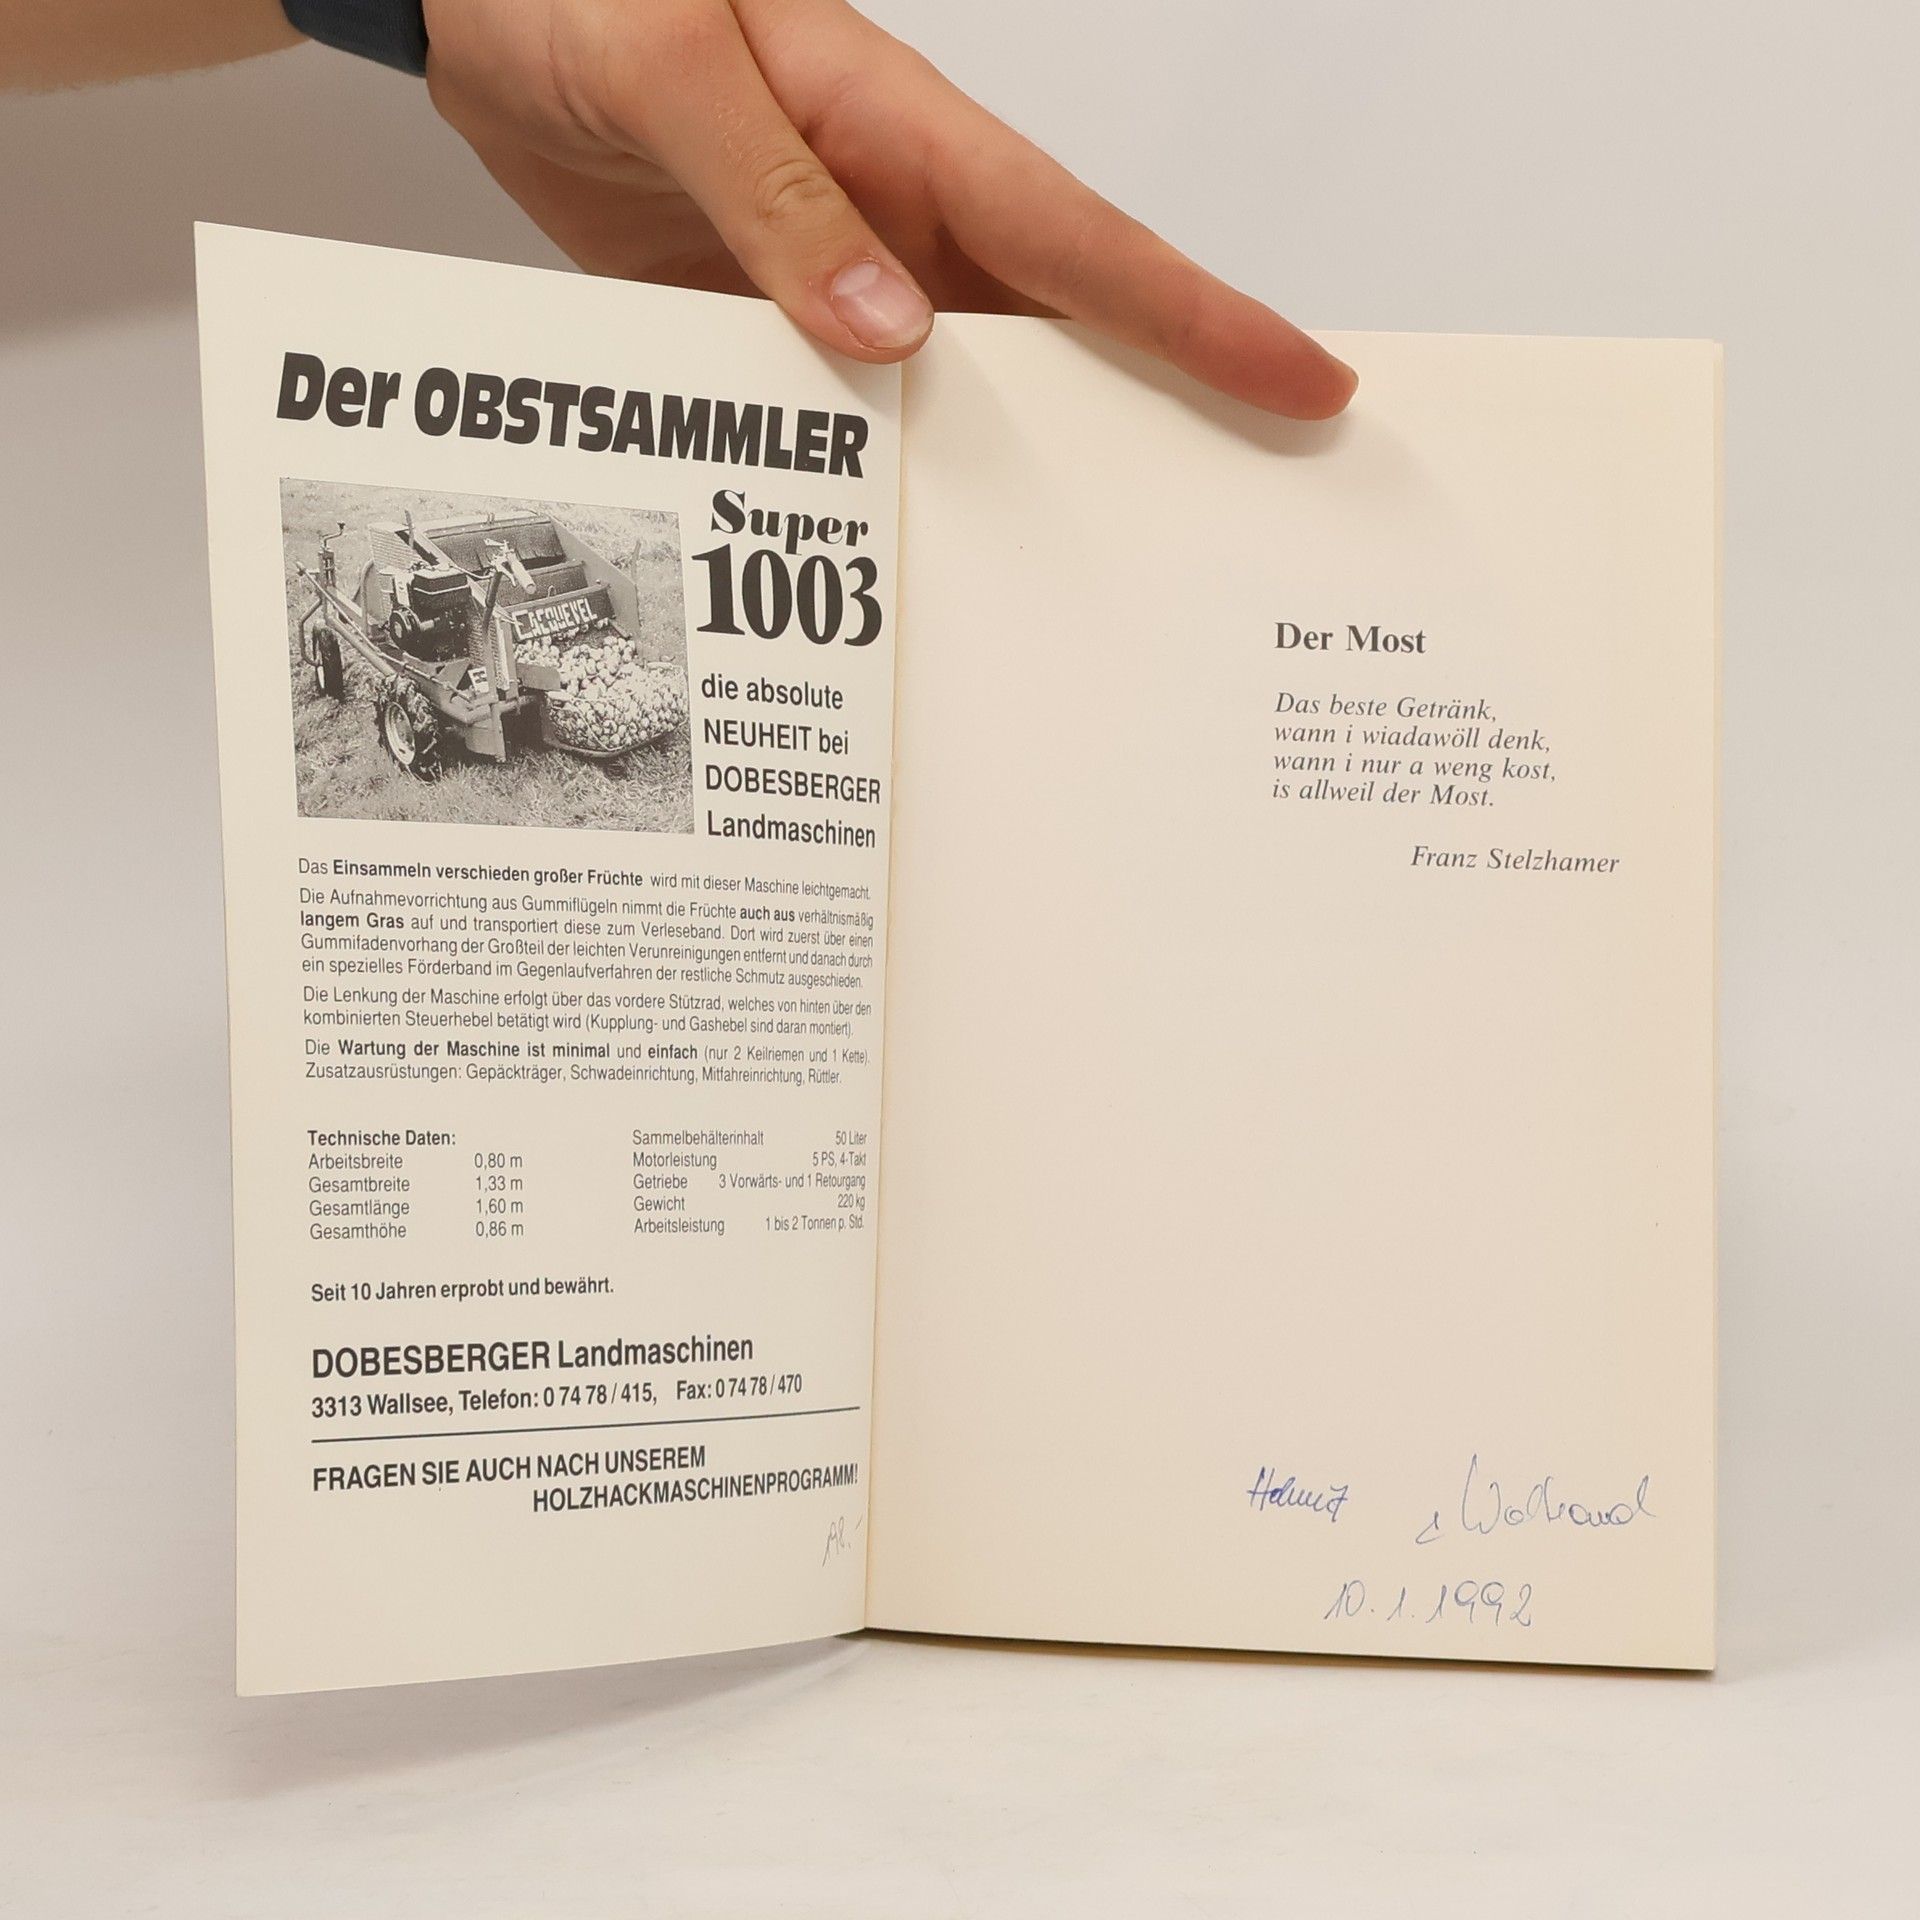 Der OBSTSAMMLER
Super
1003
die absolute
NEUHEIT bei
DOBESBERGER
Landmaschinen
Das Einsammeln verschieden großer Früchte wird mit dieser Maschine leichtgemacht.
Die Aufnahmevorrichtung aus Gummiflügeln nimmt die Früchte auch aus verhältnismäßig
langem Gras auf und transportiert diese zum Verleseband. Dort wird zuerst über einen
Gummifadenvorhang der Großteil der leichten Verunreinigungen entfernt und danach durch
ein spezielles Förderband im Gegenlaufverfahren der restliche Schmutz ausgeschieden.
Die Lenkung der Maschine erfolgt über das vordere Stützrad, welches von hinten über den
kombinierten Steuerhebel betätigt wird (Kupplung- und Gashebel sind daran montiert).
Die Wartung der Maschine ist minimal und einfach (nur 2 Keilriemen und 1 Kette).
Zusatzausrüstungen: Gepäckträger, Schwadeinrichtung, Mitfahreinrichtung, Rüttler.
Technische Daten:
Arbeitsbreite 0,80 m
Gesamtbreite 1,33 m
Gesamtlänge 1,60 m
Gesamthöhe 0,86 m
Sammelbehälterinhalt 50 Liter
Motorleistung 5 PS, 4-Takt
Getriebe 3 Vorwärts- und 1 Retourgang
Gewicht 220 kg
Arbeitsleistung 1 bis 2 Tonnen p. Std.
Seit 10 Jahren erprobt und bewährt.
DOBESBERGER Landmaschinen
3313 Wallsee, Telefon: 0 74 78 / 415, Fax: 0 74 78 / 470
FRAGEN SIE AUCH NACH UNSEREM
HOLZHACKMASCHINENPROGRAMM!
Der Most
Das beste Getränk,
wann i wiadawöll denk,
wann i nur a weng kost,
is allweil der Most.
Franz Stelzhamer
Waltraud
10. 1. 1992